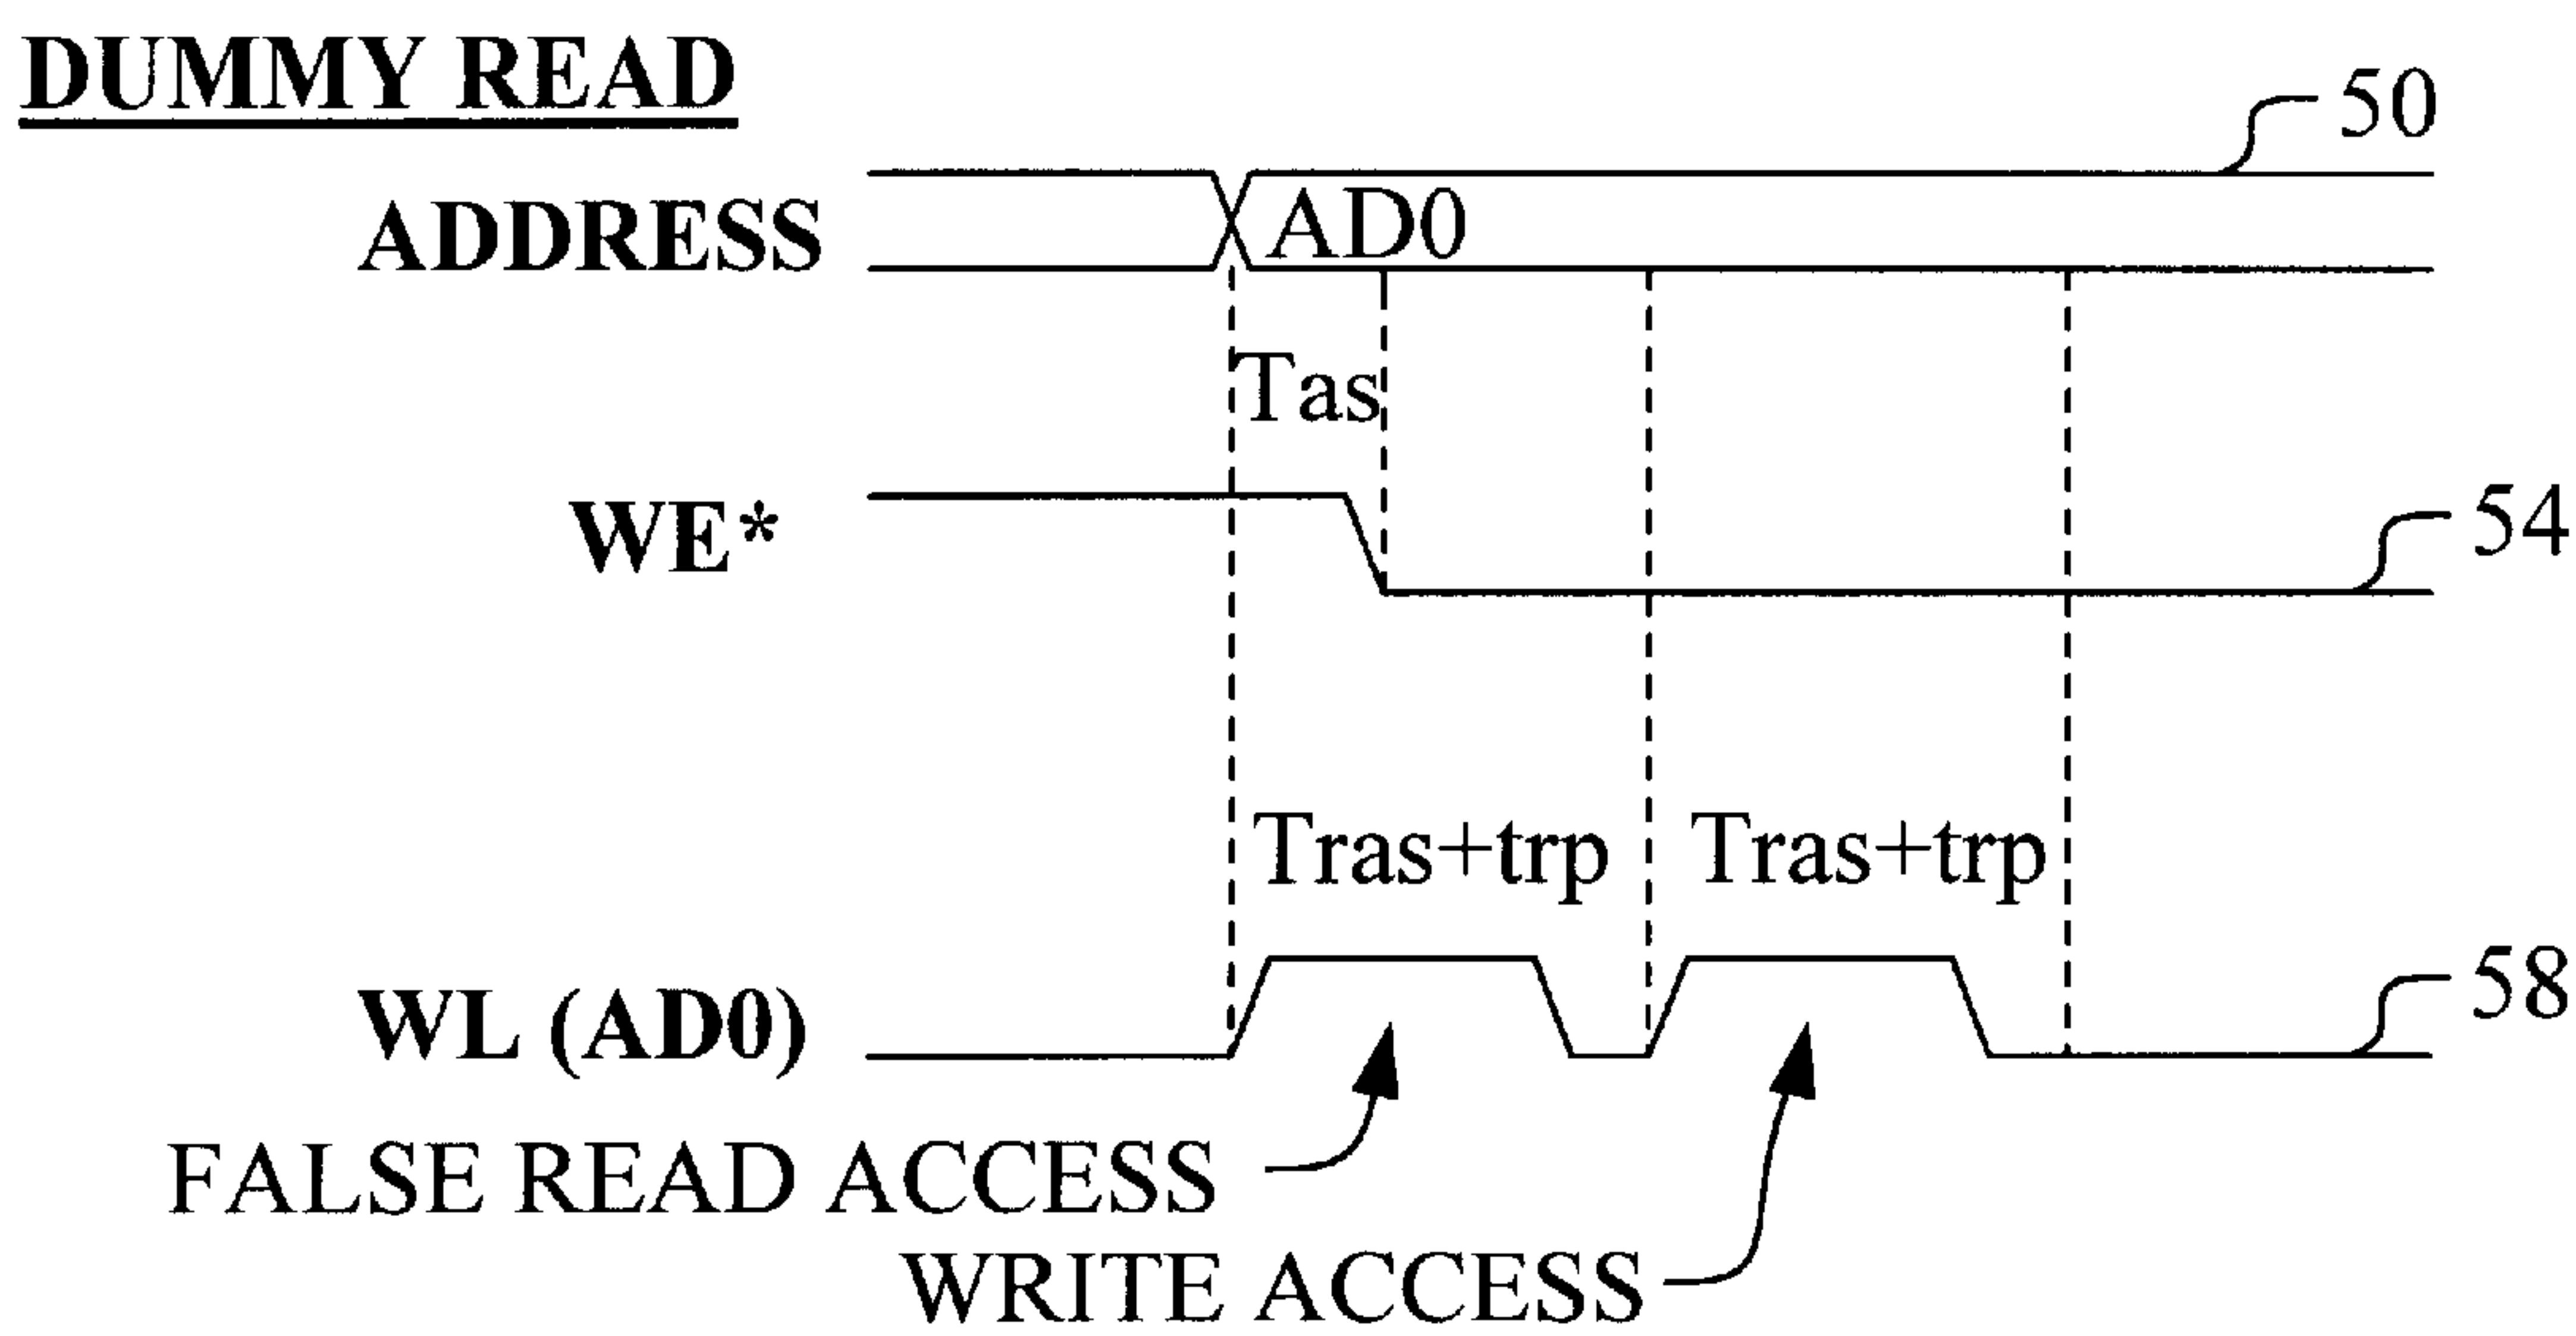 DUMMY READ
50
ADDRESS
AD0
Tas
WE*
54
Tras+trp Tras+trp
WL (AD0)
58
FALSE READ ACCESS
WRITE ACCESS